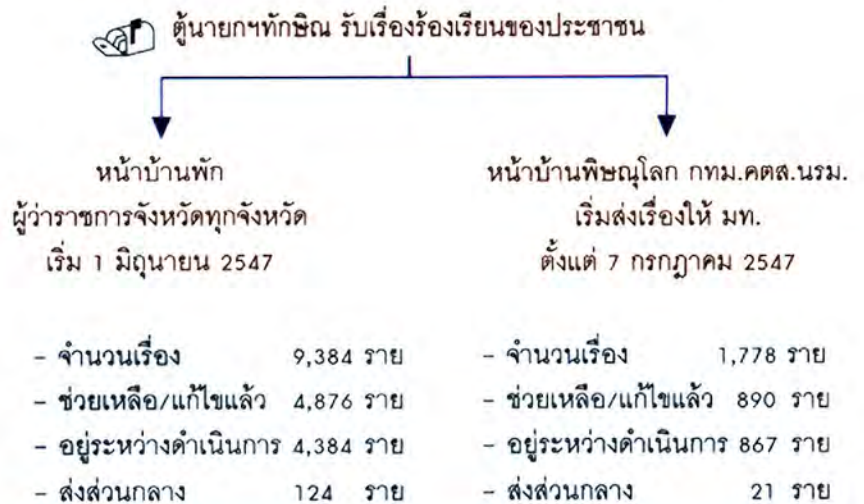 ตู้นายกฯทักษิณ รับเรื่องร้องเรียนของประชาชน
หน้าบ้านพัก
ผู้ว่าราชการจังหวัดทุกจังหวัด
เริ่ม 1 มิถุนายน 2547
- จำนวนเรื่อง 9,384 ราย
- ช่วยเหลือ/แก้ไขแล้ว 4,876 ราย
- อยู่ระหว่างดำเนินการ 4,384 ราย
- ส่งส่วนกลาง 124 ราย
หน้าบ้านพิษณุโลก กทม.คตส.นรม.
เริ่มส่งเรื่องให้ มท.
ตั้งแต่ 7 กรกฎาคม 2547
- จำนวนเรื่อง 1,778 ราย
- ช่วยเหลือ/แก้ไขแล้ว 890 ราย
- อยู่ระหว่างดำเนินการ 867 ราย
- ส่งส่วนกลาง 21 ราย